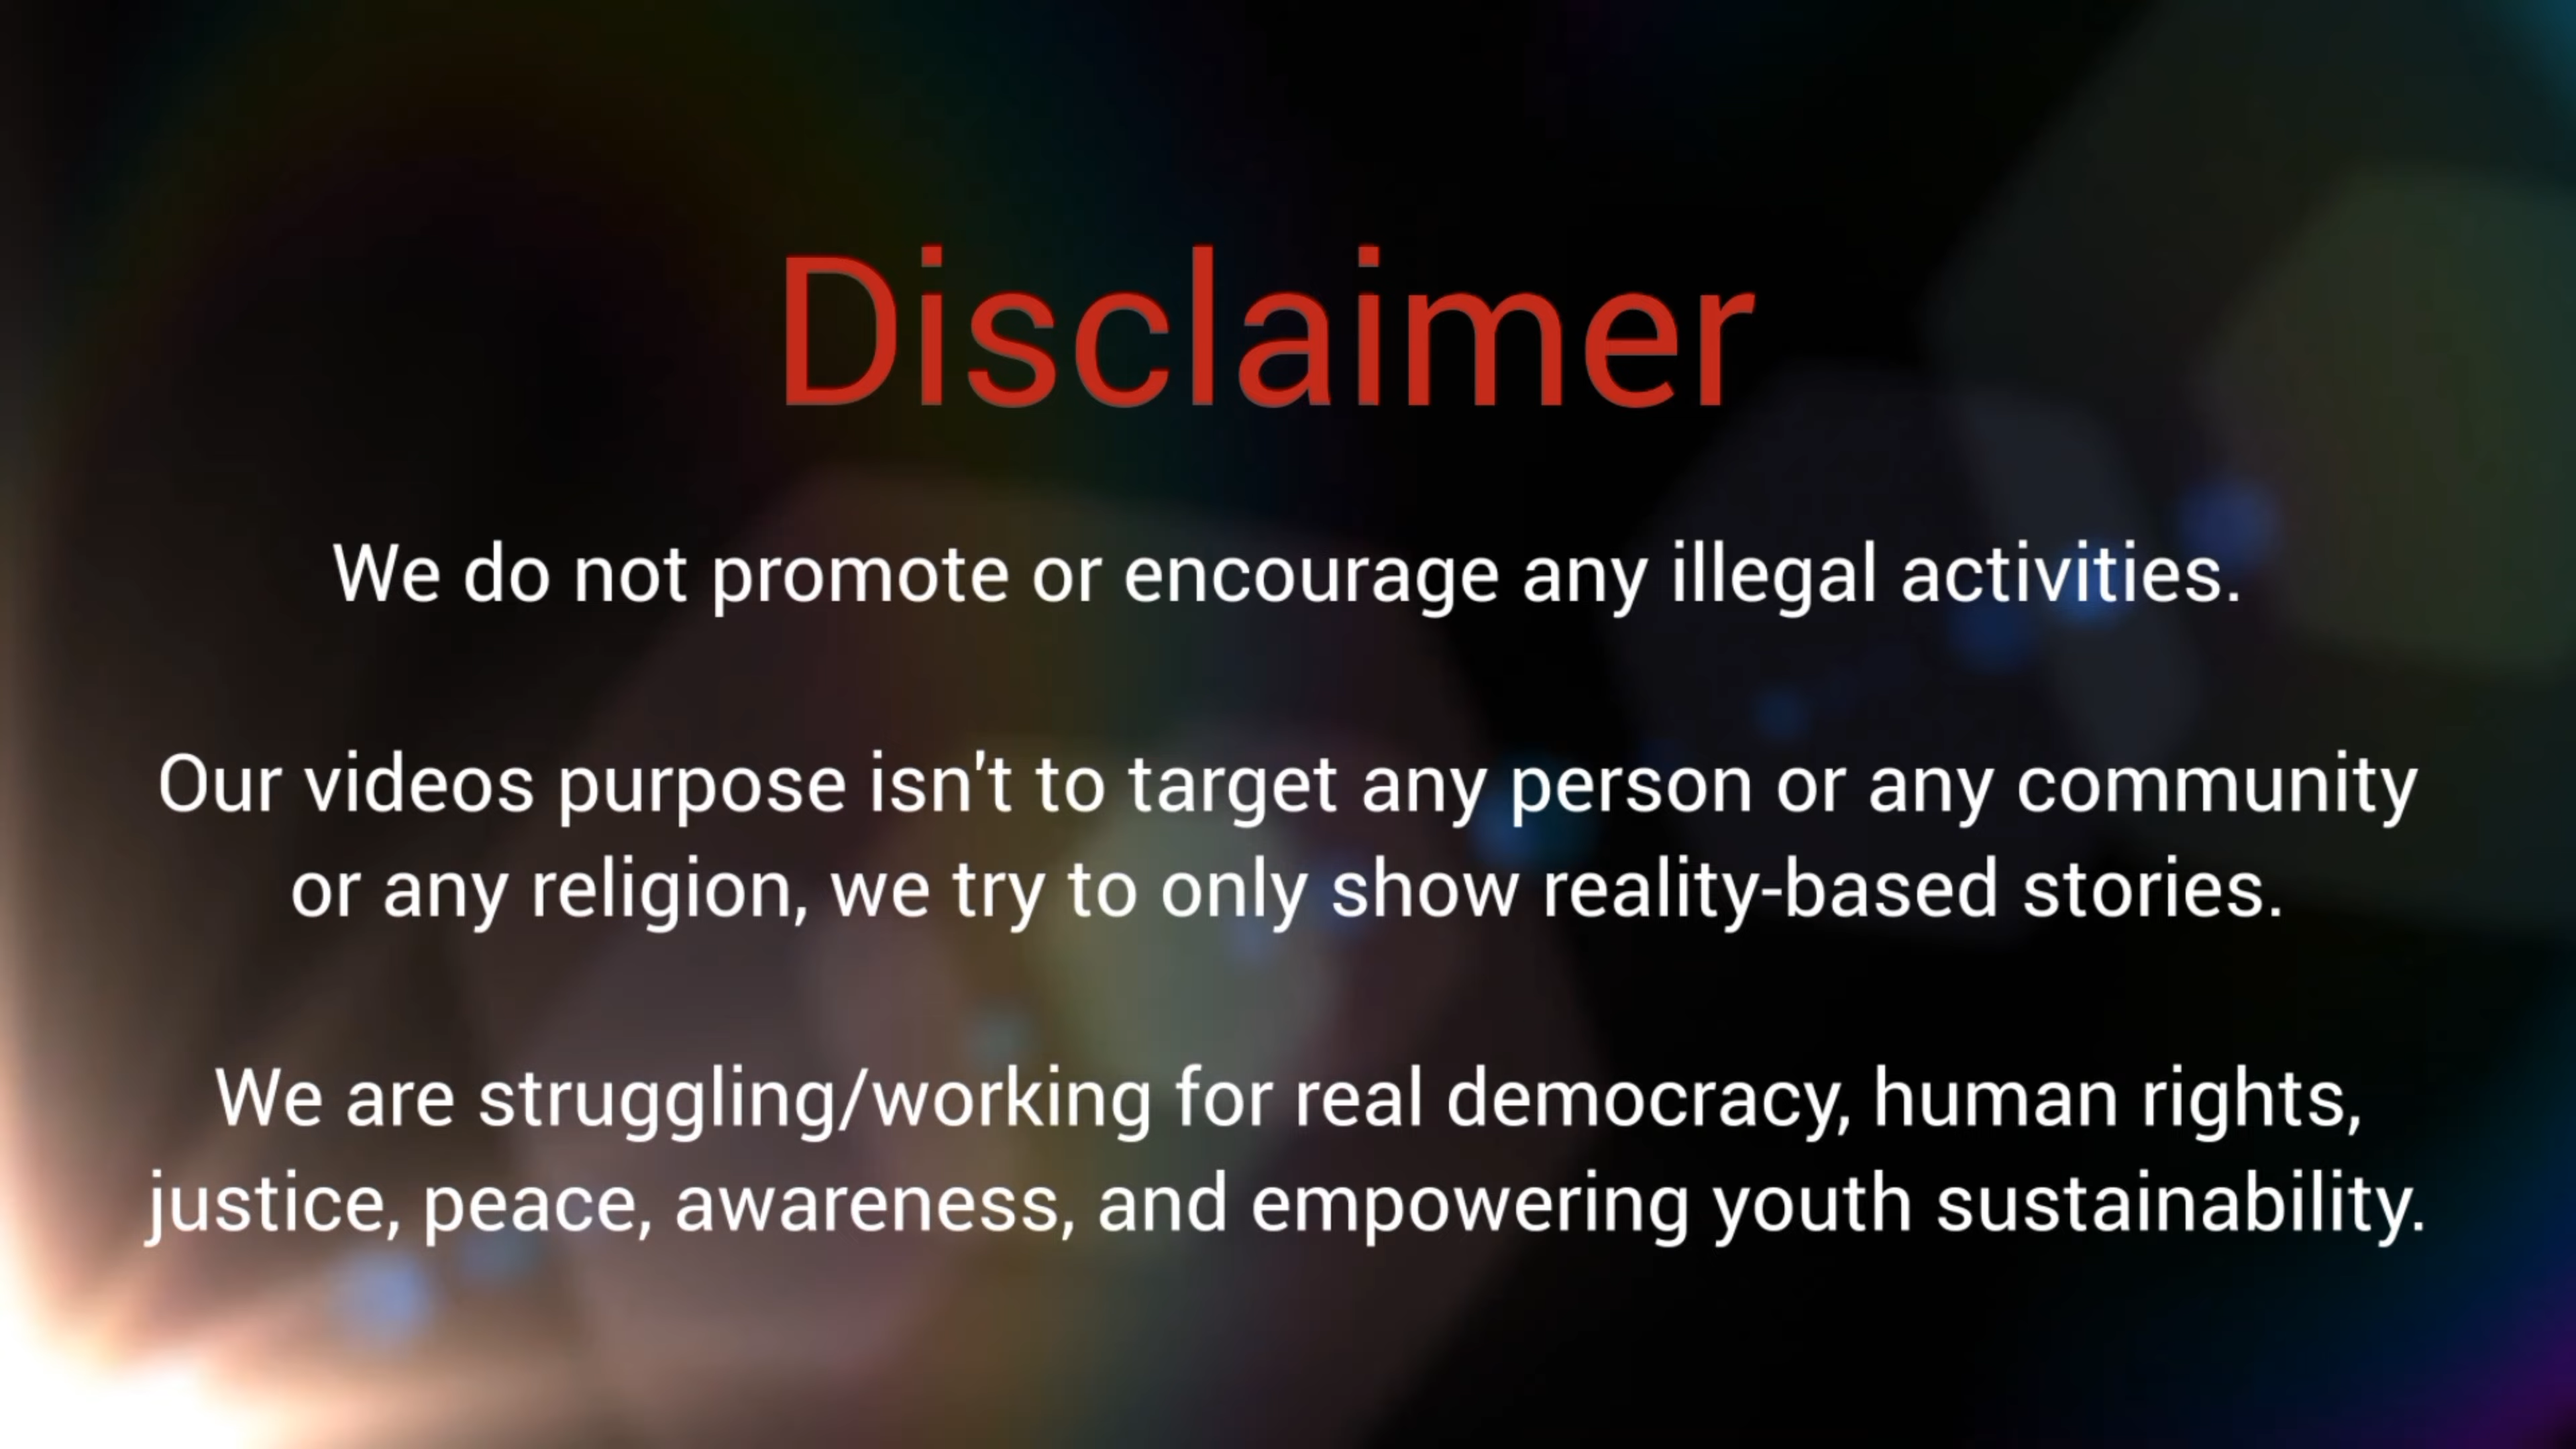 Disclaimer
We do not promote or encourage any illegal activities.
Our videos purpose isn't to target any person or any community
or any religion, we try to only show reality-based stories.
We are struggling/working for real democracy, human rights,
justice, peace, awareness, and empowering youth sustainability.